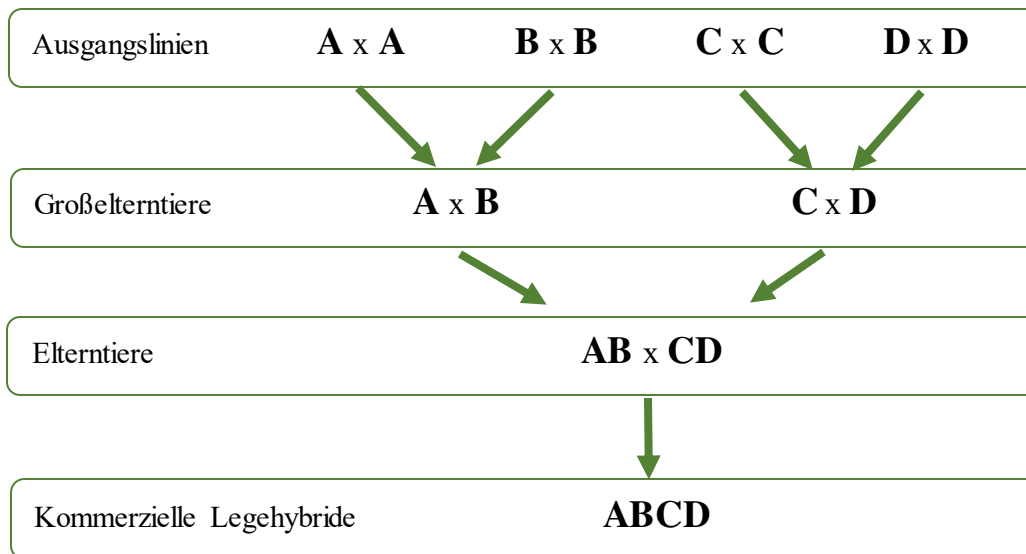 Ausgangslinien A x A B x B C x C D x D
Großelterntiere A x B C x D
Elterntiere AB x CD
Kommerzielle Legehybride ABCD